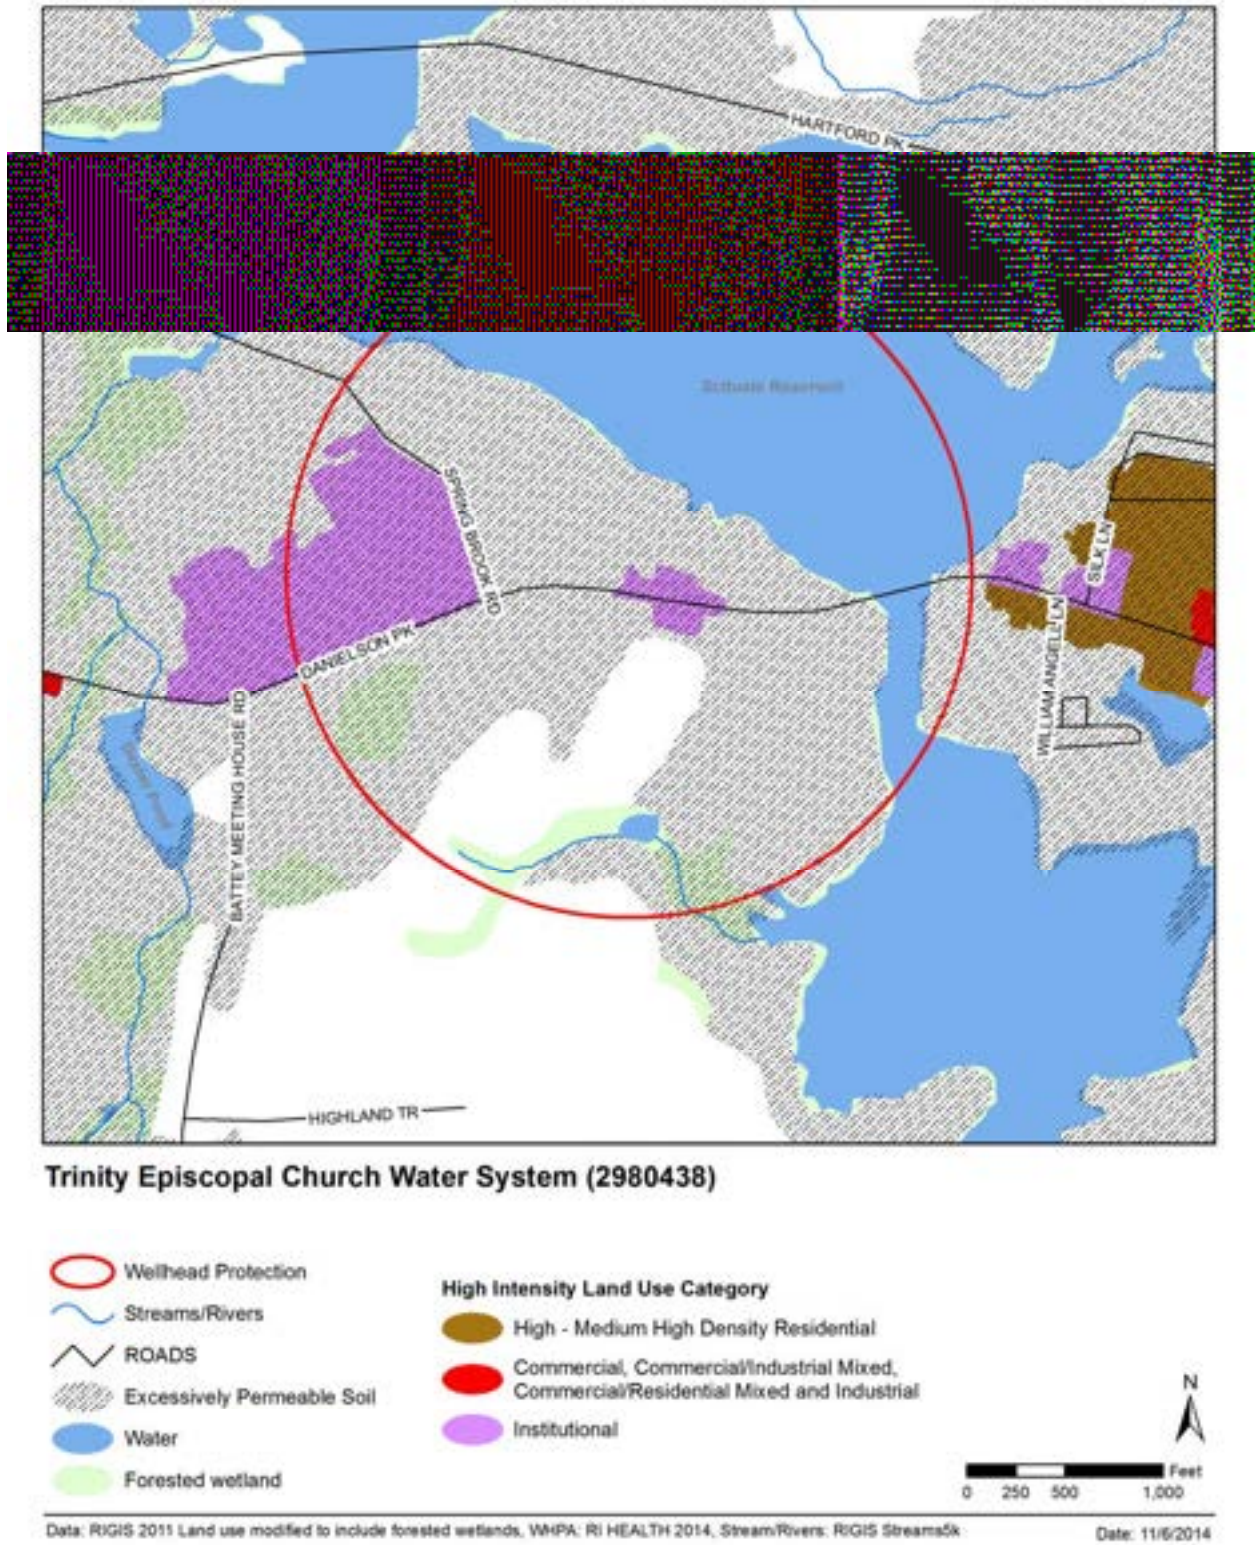 HARTFORD PK
Scituate Reservoir
SPRING BROOK RD
SILK LN
DANIELSON PK
WILLIAM ANGELL LN
BATTEY MEETING HOUSE RD
Pond
HIGHLAND TR
Trinity Episcopal Church Water System (2980438)
Wellhead Protection
Streams/Rivers
ROADS
Excessively Permeable Soil
Water
Forested wetland
High Intensity Land Use Category
High - Medium High Density Residential
Commercial, Commercial/Industrial Mixed,
Commercial/Residential Mixed and Industrial
Institutional
N
Feet
0 250 500 1,000
Data: RIGIS 2011 Land use modified to include forested wetlands, WHPA: RI HEALTH 2014, Stream/Rivers: RIGIS Streams5k
Date: 11/6/2014